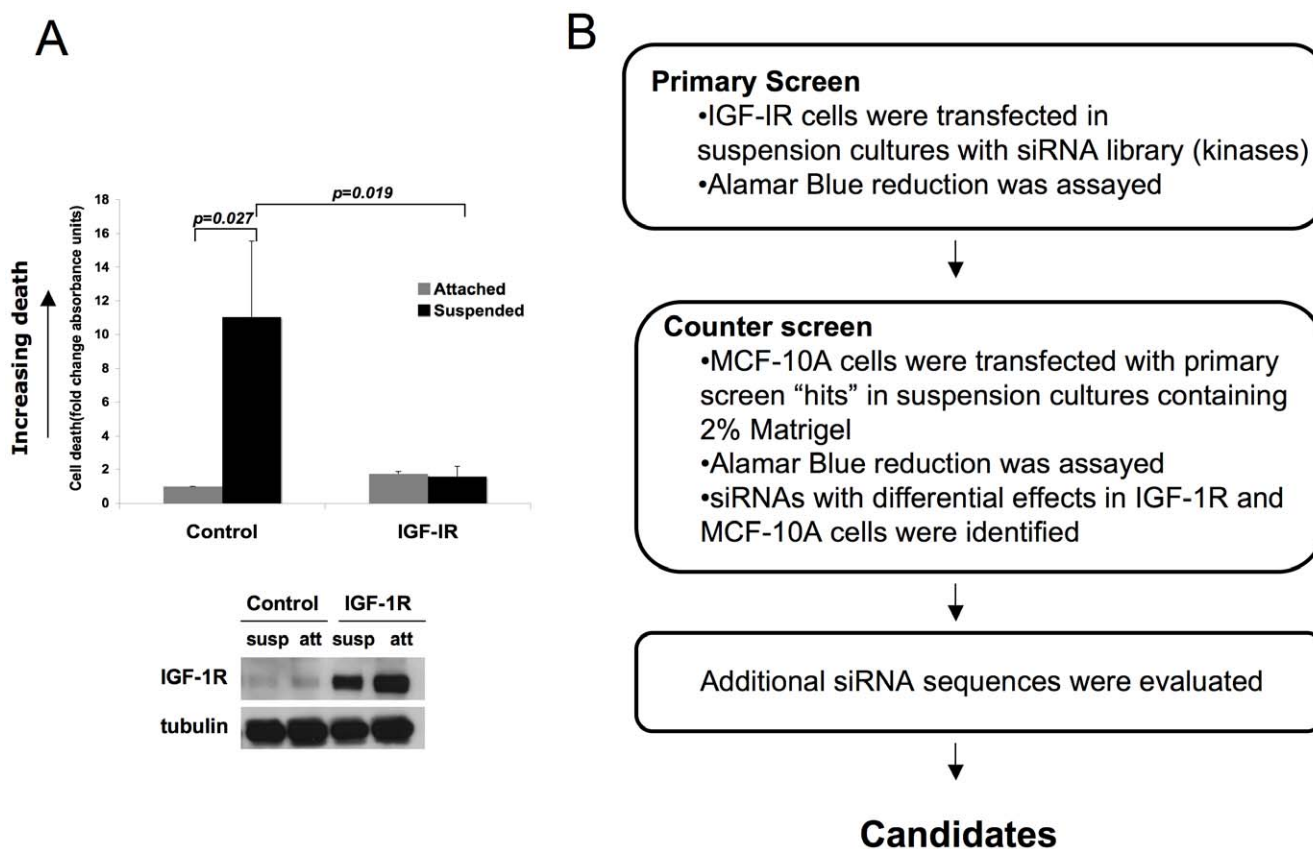 A
Increasing death
Cell death(fold change absorbance units)
18
16
14
12
10
8
6
4
2
0
p=0.027
p=0.019
Attached
Suspended
Control
IGF-IR
Control
IGF-1R
susp
att
susp
att
IGF-1R
tubulin
B
Primary Screen
•IGF-IR cells were transfected in
suspension cultures with siRNA library (kinases)
•Alamar Blue reduction was assayed
Counter screen
•MCF-10A cells were transfected with primary
screen “hits” in suspension cultures containing
2% Matrigel
•Alamar Blue reduction was assayed
•siRNAs with differential effects in IGF-1R and
MCF-10A cells were identified
Additional siRNA sequences were evaluated
Candidates